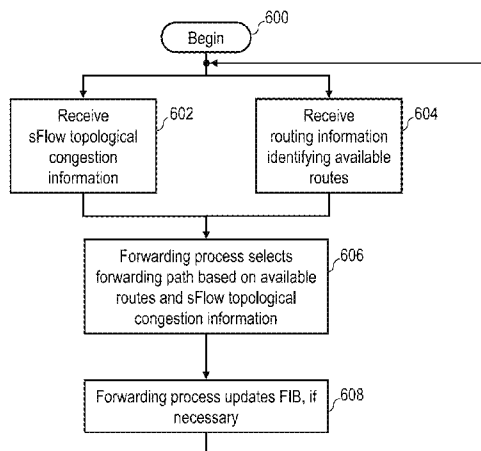 600
Begin
602
Receive
sFlow topological
congestion
information
604
Receive
routing information
identifying available
routes
606
Forwarding process selects
forwarding path based on available
routes and sFlow topological
congestion information
608
Forwarding process updates FIB, if
necessary